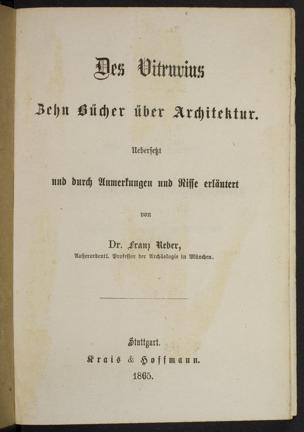 Des Vitruvius
Zehn Bücher über Architektur.
Uebersetzt
und durch Anmerkungen und Risse erläutert
von
Dr. Franz Reber,
Ausserordentl. Professor der Archäologie in München.
Stuttgart.
Krais & Hoffmann.
1865.